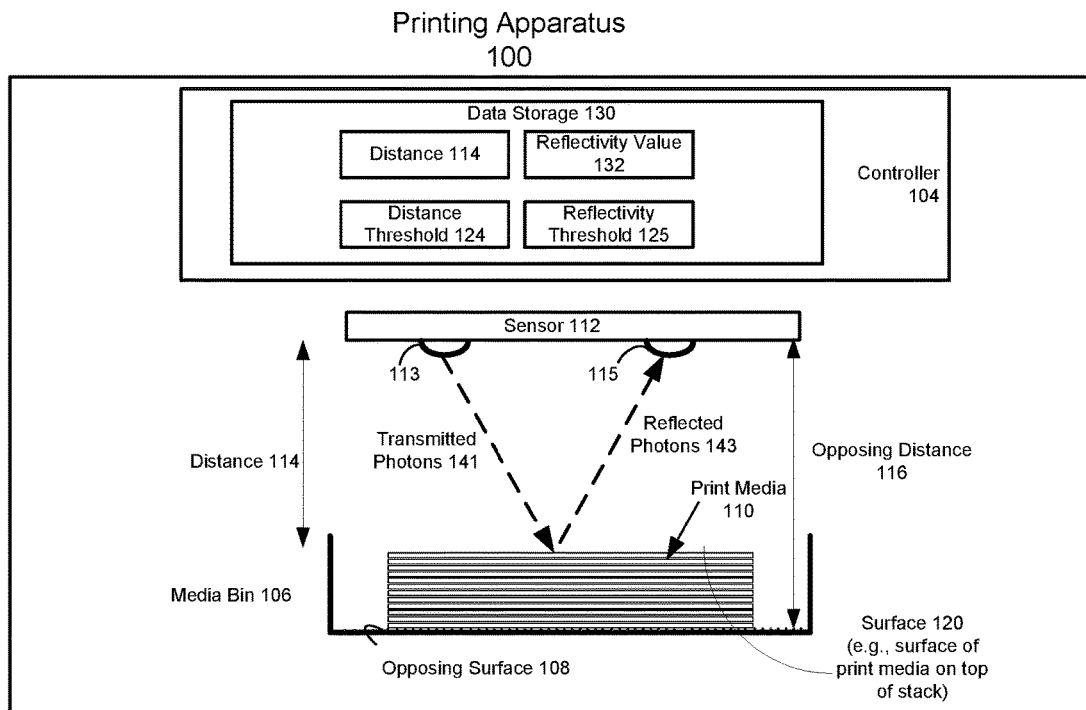 Printing Apparatus
100
Data Storage 130
Distance 114
Reflectivity Value
132
Distance
Threshold 124
Reflectivity
Threshold 125
Controller
104
Sensor 112
113
115
Transmitted
Photons 141
Reflected
Photons 143
Distance 114
Opposing Distance
116
Print Media
110
Media Bin 106
Opposing Surface 108
Surface 120
(e.g., surface of
print media on top
of stack)